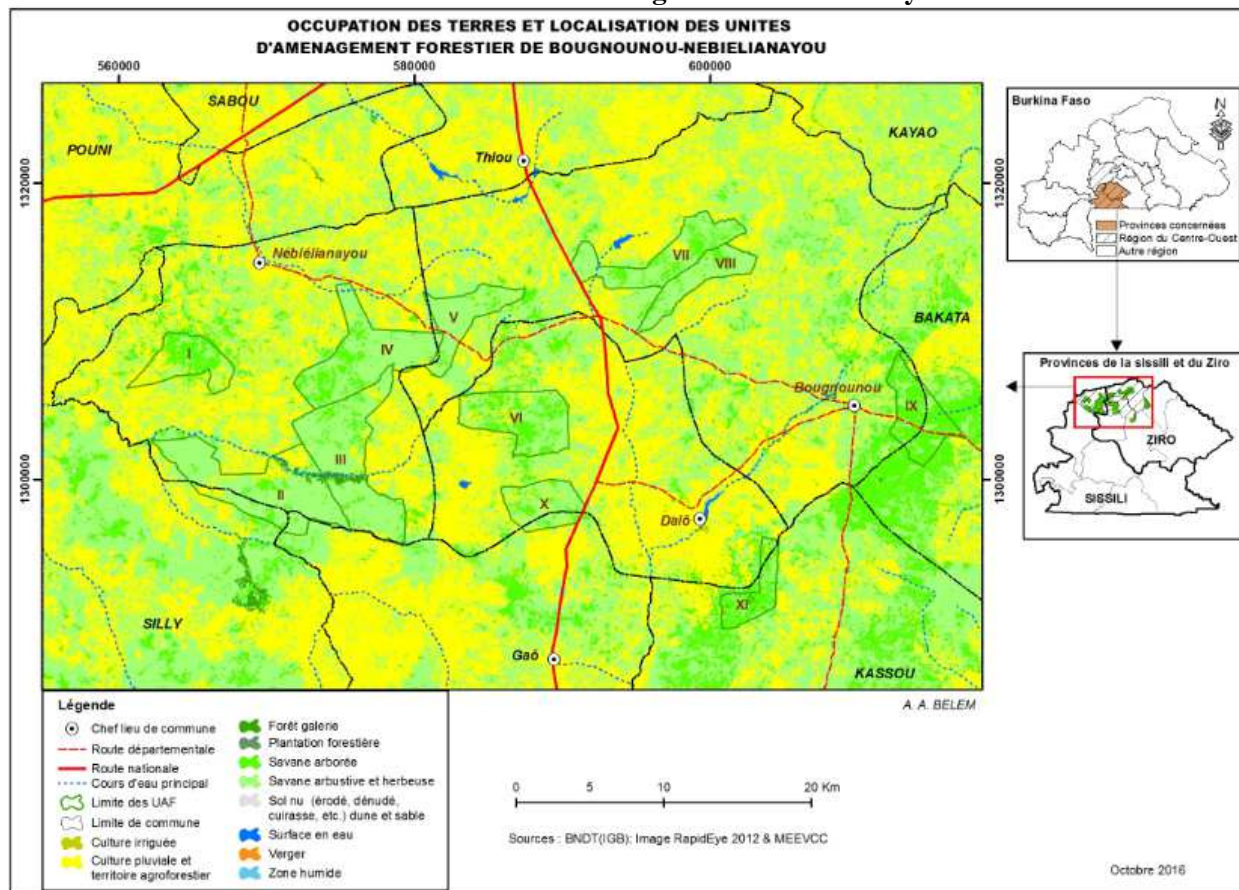 OCCUPATION DES TERRES ET LOCALISATION DES UNITES
D'AMENAGEMENT FORESTIER DE BOUGNOUNOU-NEBIELIANAYOU
560000
580000
600000
1320000
1300000
1320000
1300000
SABOU
POUNI
KAYAO
Thiou
Nébiélianayou
VII
VIII
V
IV
I
BAKATA
Bougnounou
IX
VI
III
II
X
Dalô
XI
SILLY
Gaô
KASSOU
A. A. BELEM
Burkina Faso
N
Provinces concernées
Région du Centre-Ouest
Autre région
Provinces de la sissili et du Ziro
ZIRO
SISSILI
Légende
Chef lieu de commune
Route départementale
Route nationale
Cours d'eau principal
Limite des UAF
Limite de commune
Culture irriguée
Culture pluviale et
territoire agroforestier
Forêt galerie
Plantation forestière
Savane arborée
Savane arbustive et herbeuse
Sol nu (érodé, dénudé,
cuirasse, etc.) dune et sable
Surface en eau
Verger
Zone humide
0 5 10 20 Km
Sources : BNDT(IGB): Image RapidEye 2012 & MEEVCC
Octobre 2016